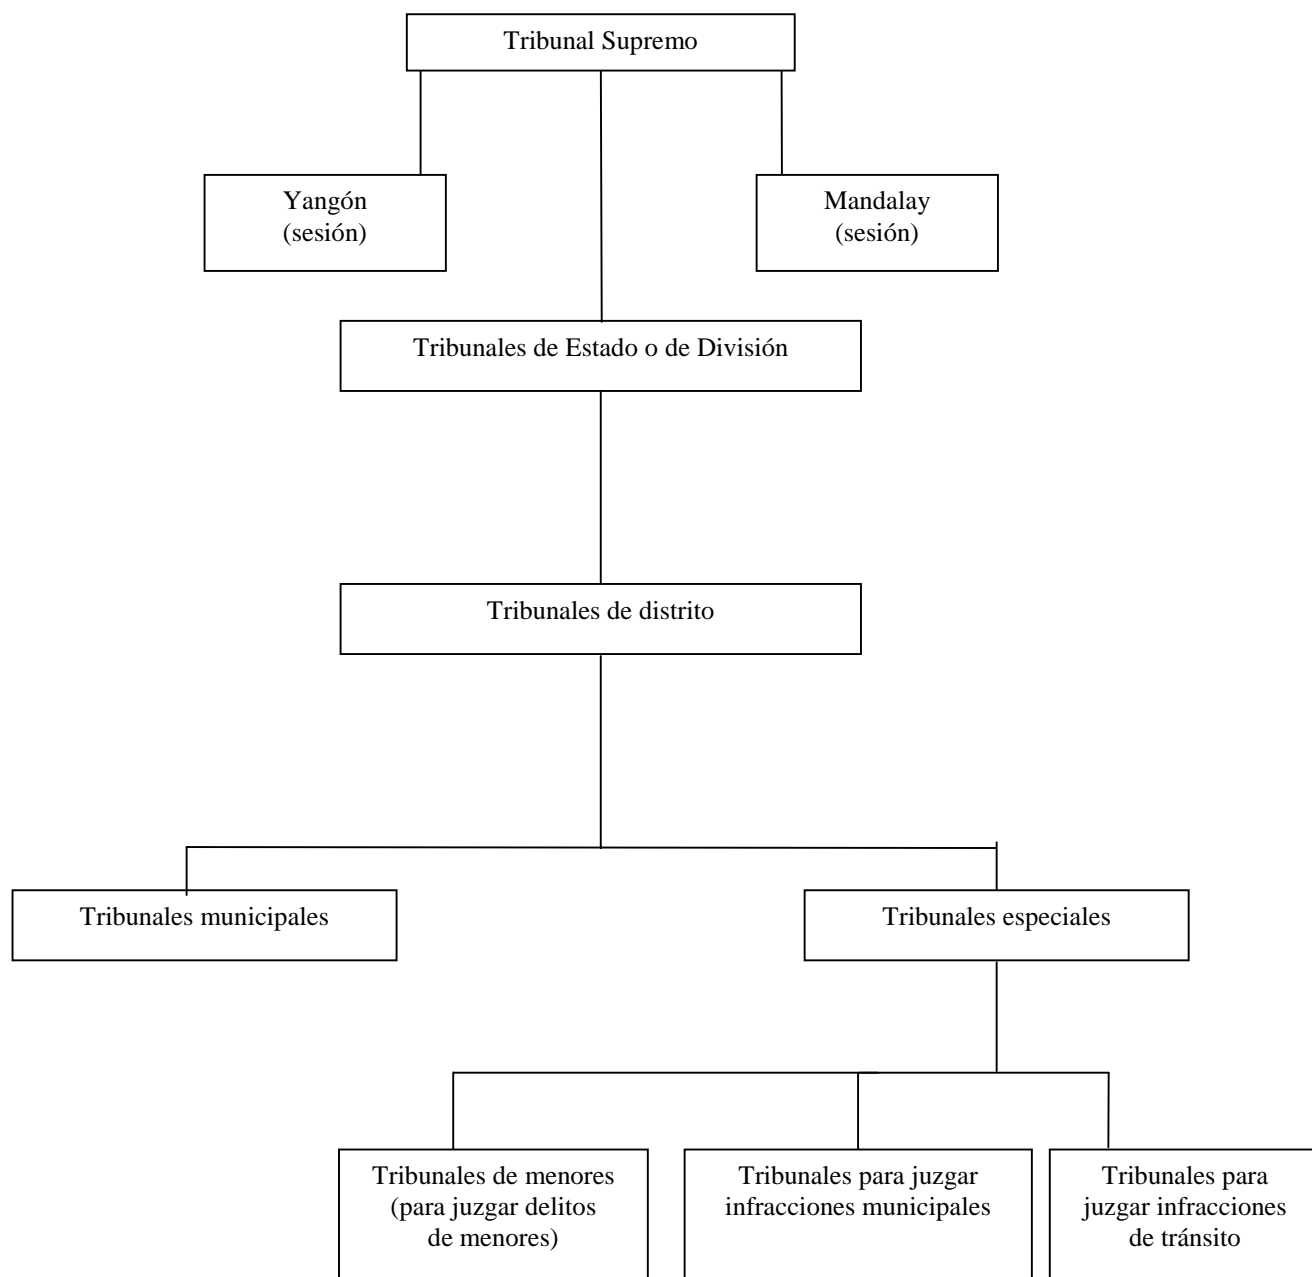 Tribunal Supremo
Yangón
(sesión)
Mandalay
(sesión)
Tribunales de Estado o de División
Tribunales de distrito
Tribunales municipales
Tribunales especiales
Tribunales de menores
(para juzgar delitos
de menores)
Tribunales para juzgar
infracciones municipales
Tribunales para
juzgar infracciones
de tránsito